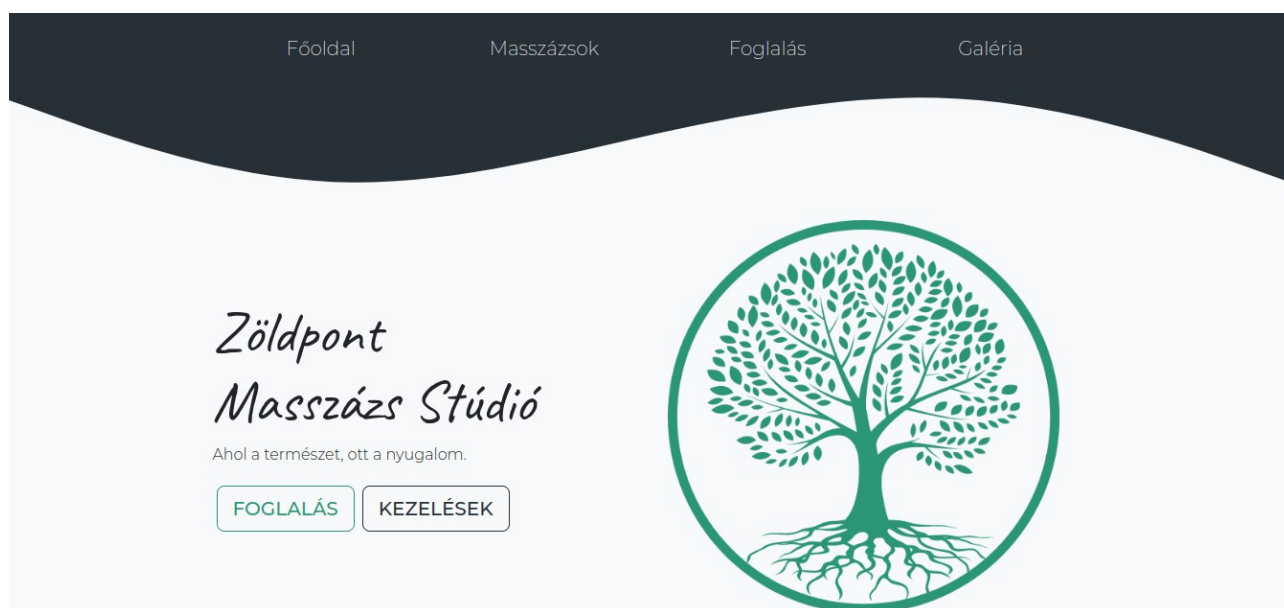 Főoldal Masszázsok Foglalás Galéria
Zöldpont
Masszázs Stúdió
Ahol a természet, ott a nyugalom.
FOGLALÁS KEZELÉSEK